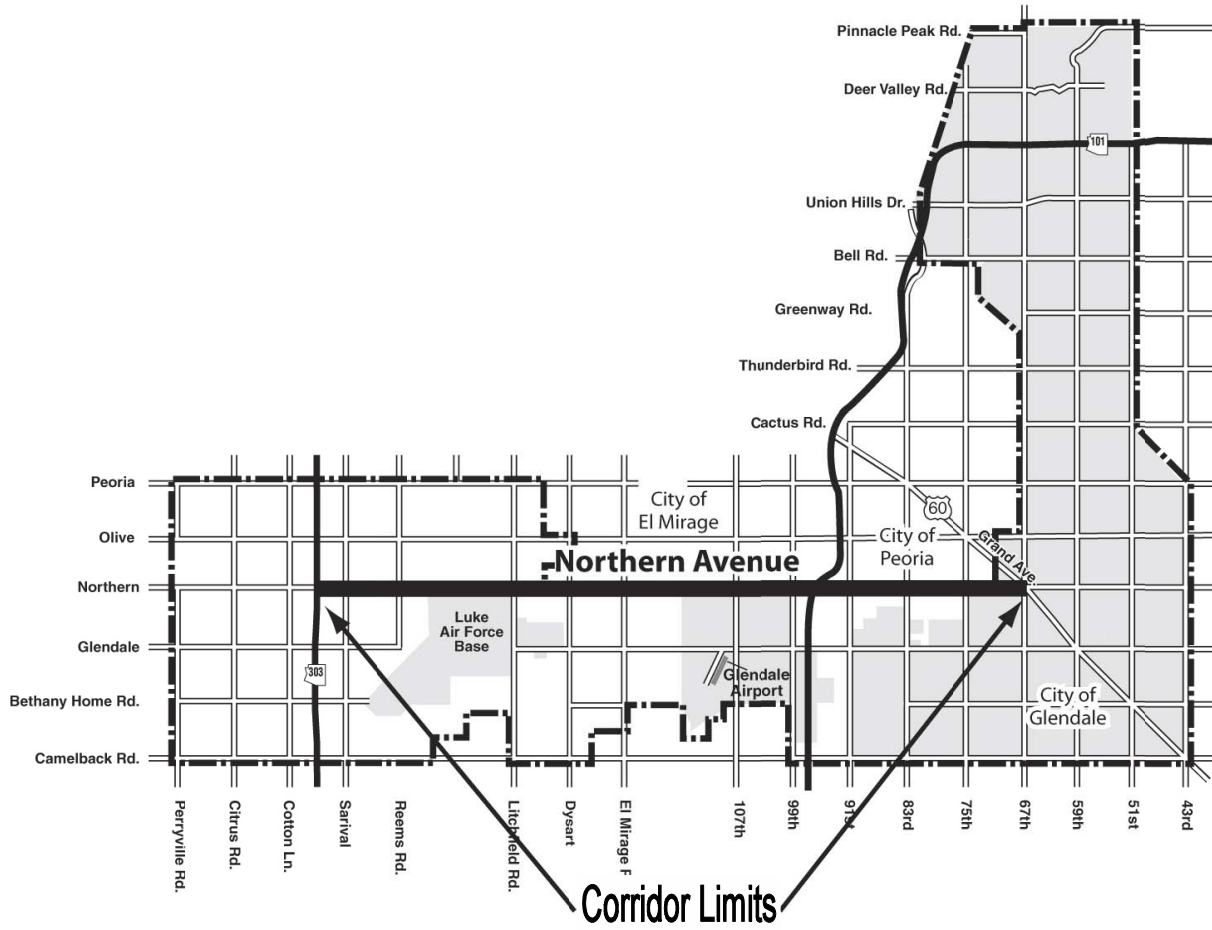 Pinnacle Peak Rd.
Deer Valley Rd.
101
Union Hills Dr.
Bell Rd.
Greenway Rd.
Thunderbird Rd.
Cactus Rd.
Peoria
City of
El Mirage
60
Olive
City of
Peoria
Grand Ave.
Northern Avenue
Northern
Luke
Air Force
Base
Glendale
303
Glendale
Airport
Bethany Home Rd.
City of
Glendale
Camelback Rd.
Perryville Rd.
Citrus Rd.
Cotton Ln.
Sarival
Reems Rd.
Litchfield Rd.
Dysart
El Mirage
107th
99th
91st
83rd
75th
67th
59th
51st
43rd
Corridor Limits